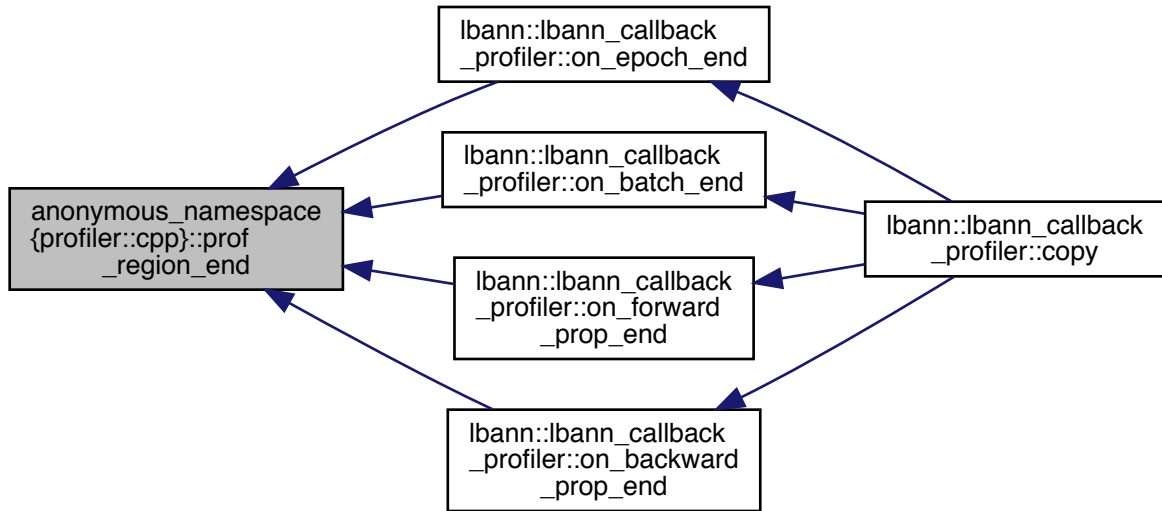 lbann::lbann_callback
_profiler::on_epoch_end
lbann::lbann_callback
_profiler::on_batch_end
anonymous_namespace
{profiler::cpp}::prof
_region_end
lbann::lbann_callback
_profiler::copy
lbann::lbann_callback
_profiler::on_forward
_prop_end
lbann::lbann_callback
_profiler::on_backward
_prop_end